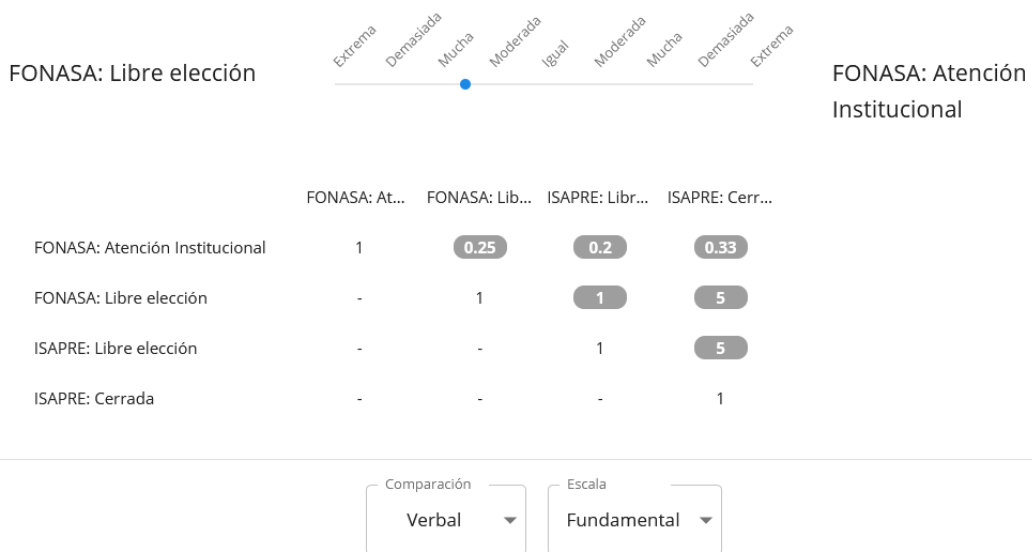 Extrema
Demasiada
Mucha
Moderada
Igual
Moderada
Mucha
Demasiada
Extrema
FONASA: Libre elección
FONASA: Atención
Institucional
FONASA: At... FONASA: Lib... ISAPRE: Libr... ISAPRE: Cerr...
FONASA: Atención Institucional 1 0.25 0.2 0.33
FONASA: Libre elección - 1 1 5
ISAPRE: Libre elección - - 1 5
ISAPRE: Cerrada - - - 1
Comparación Escala
Verbal Fundamental